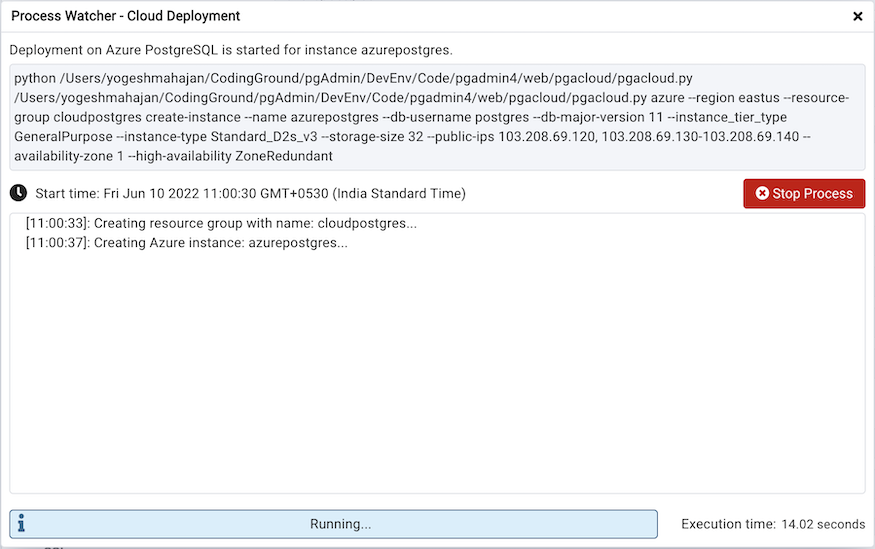 Process Watcher - Cloud Deployment
Deployment on Azure PostgreSQL is started for instance azurepostgres.
python /Users/yogeshmahajan/CodingGround/pgAdmin/DevEnv/Code/pgadmin4/web/pgacloud/pgacloud.py
/Users/yogeshmahajan/CodingGround/pgAdmin/DevEnv/Code/pgadmin4/web/pgacloud/pgacloud.py azure --region eastus --resource-
group cloudpostgres create-instance --name azurepostgres --db-username postgres --db-major-version 11 --instance_tier_type
GeneralPurpose --instance-type Standard_D2s_v3 --storage-size 32 --public-ips 103.208.69.120, 103.208.69.130-103.208.69.140 --
availability-zone 1 --high-availability ZoneRedundant
Start time: Fri Jun 10 2022 11:00:30 GMT+0530 (India Standard Time)
Stop Process
[11:00:33]: Creating resource group with name: cloudpostgres...
[11:00:37]: Creating Azure instance: azurepostgres...
Running...
Execution time: 14.02 seconds